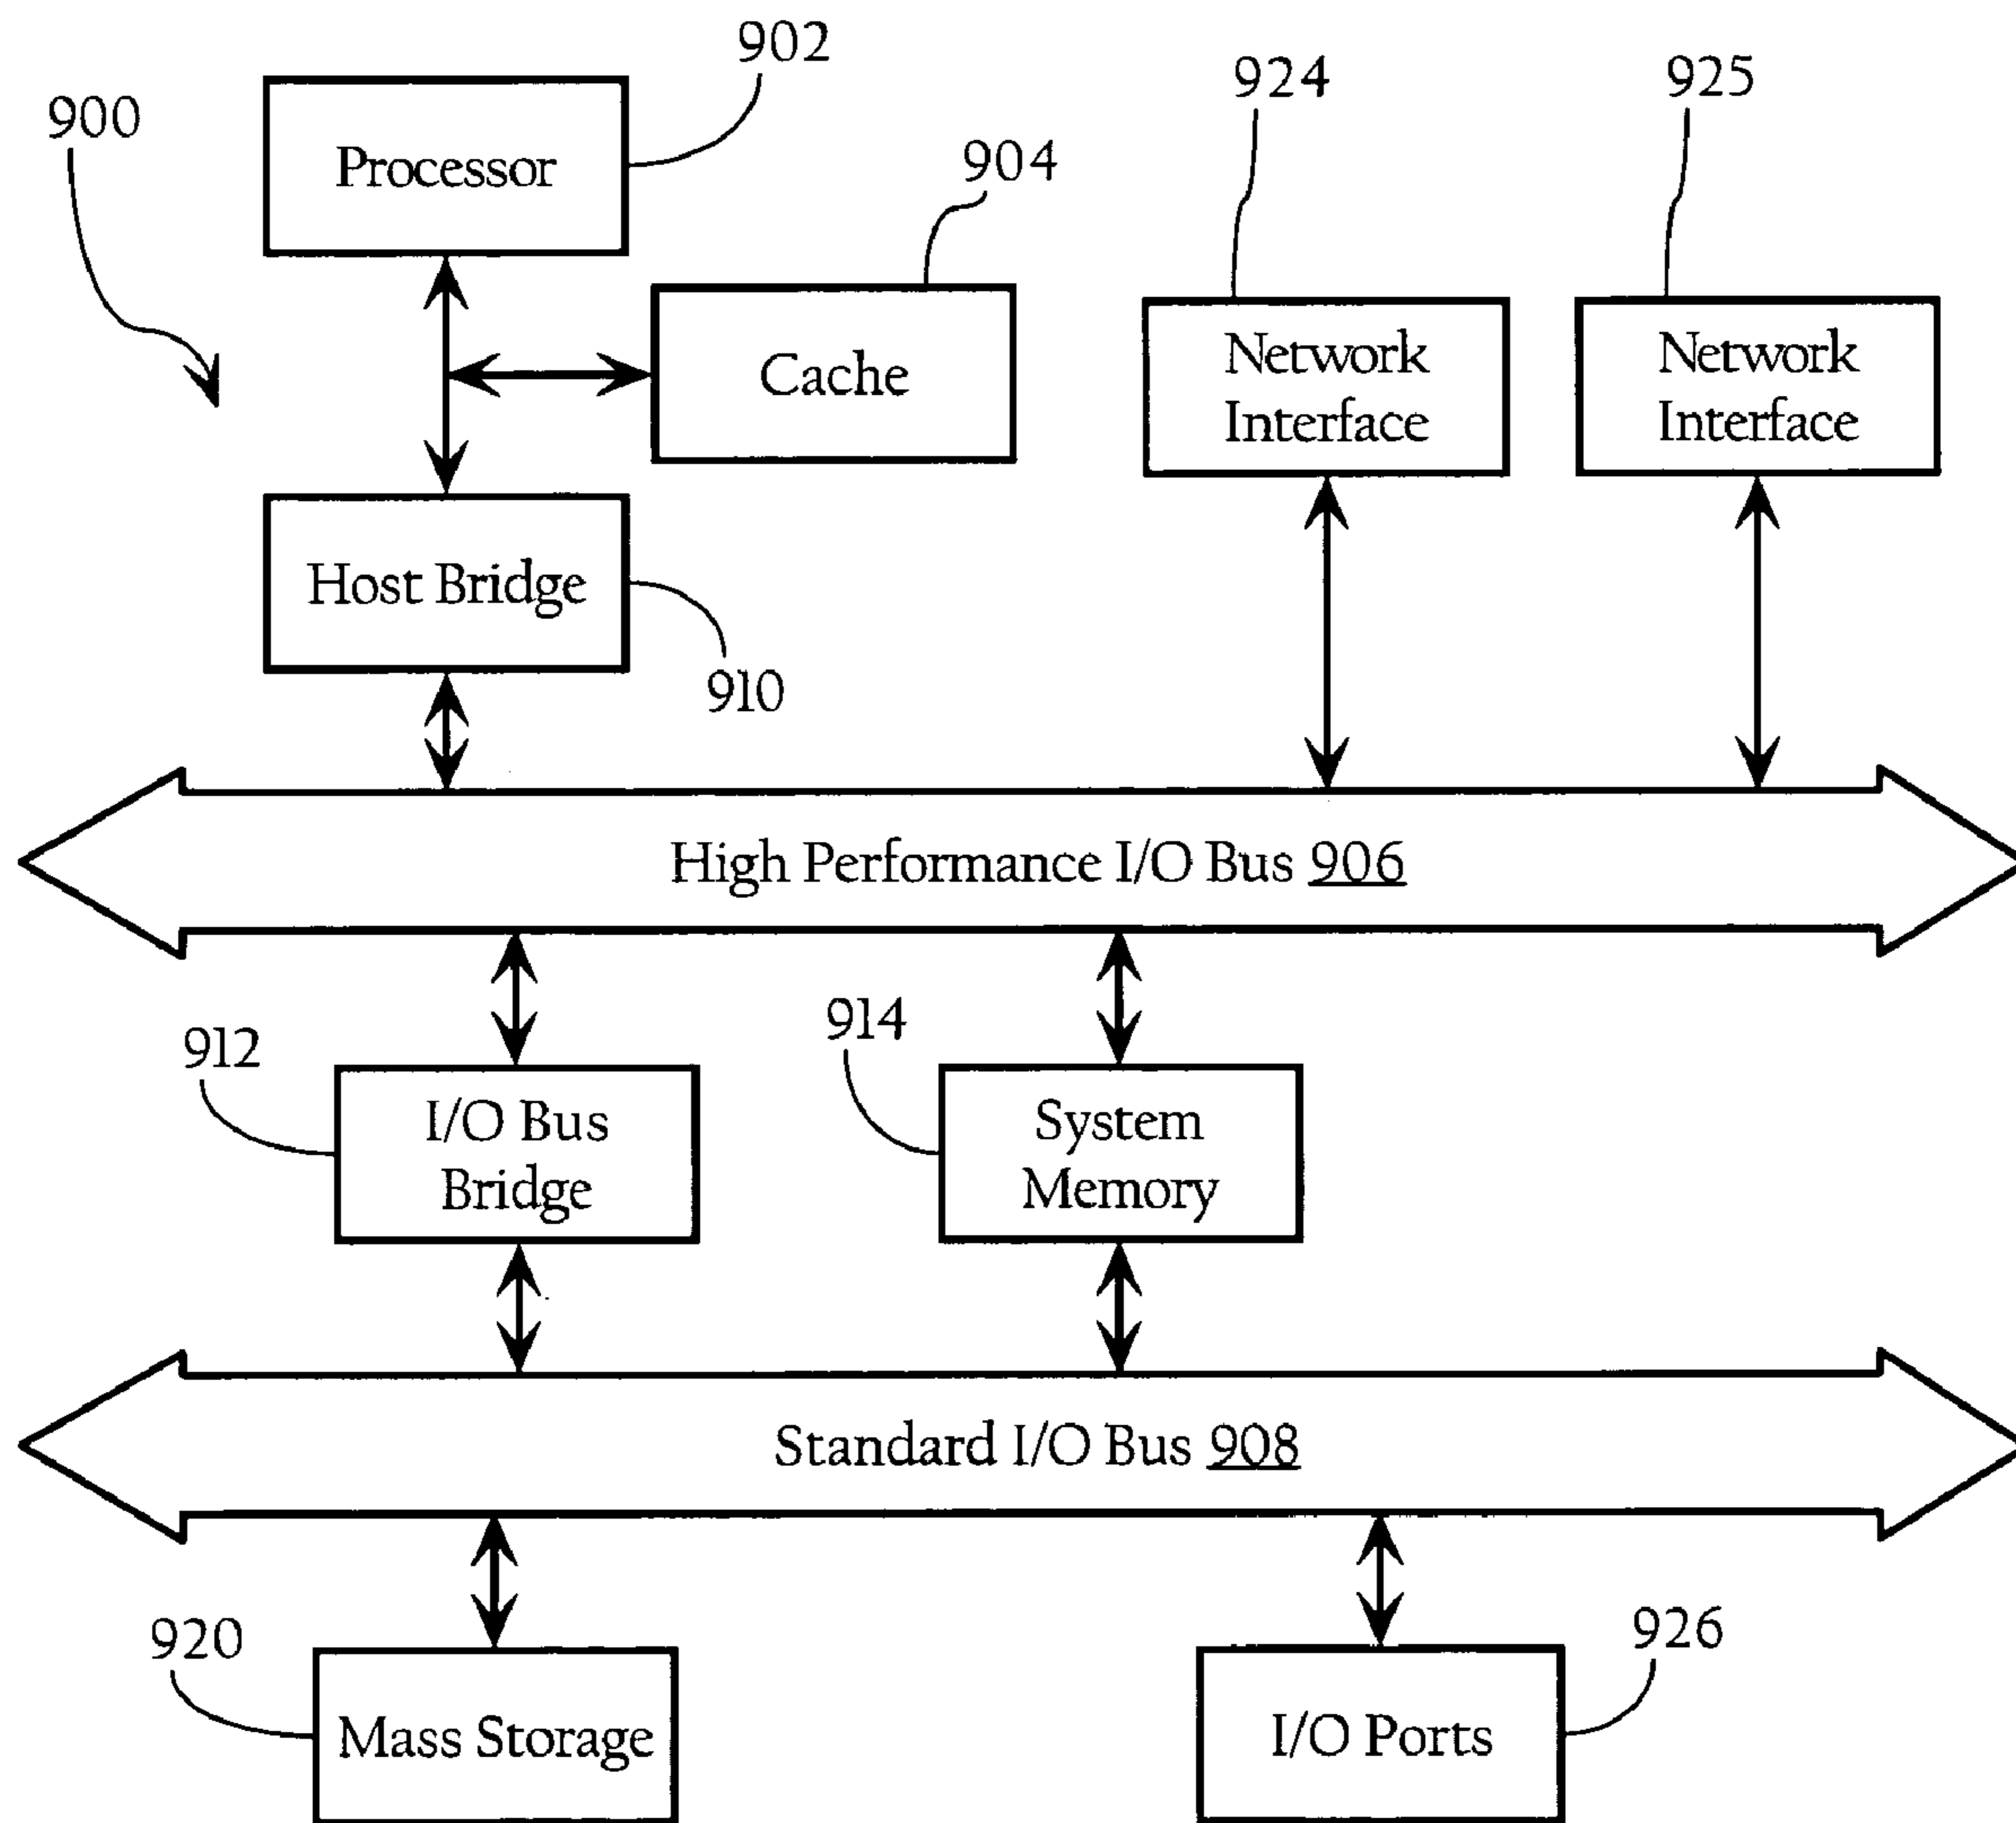 902
924
925
900
904
Processor
Cache
Network
Interface
Network
Interface
Host Bridge
910
High Performance I/O Bus 906
912
914
I/O Bus
Bridge
System
Memory
Standard I/O Bus 908
920
926
Mass Storage
I/O Ports